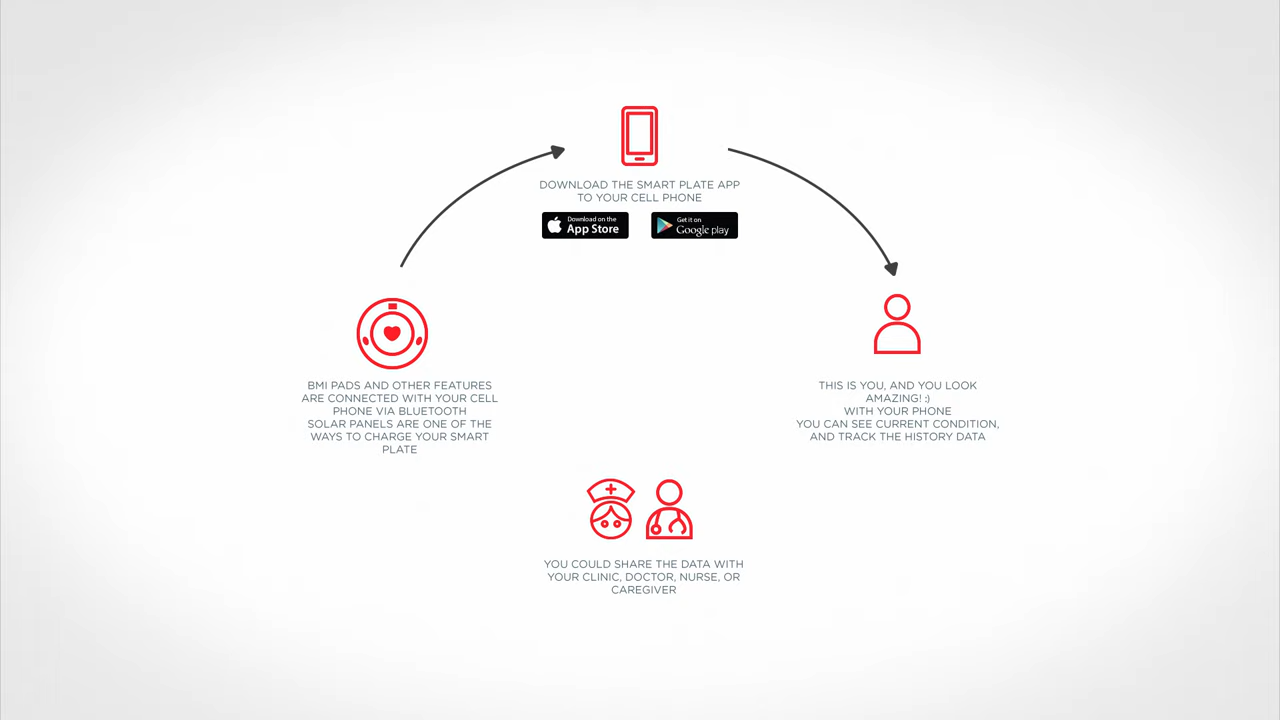 DOWNLOAD THE SMART PLATE APP
TO YOUR CELL PHONE
Download on the
App Store
Get it on
Google play
BMI PADS AND OTHER FEATURES
ARE CONNECTED WITH YOUR CELL
PHONE VIA BLUETOOTH
SOLAR PANELS ARE ONE OF THE
WAYS TO CHARGE YOUR SMART
PLATE
THIS IS YOU, AND YOU LOOK
AMAZING! :)
WITH YOUR PHONE
YOU CAN SEE CURRENT CONDITION,
AND TRACK THE HISTORY DATA
YOU COULD SHARE THE DATA WITH
YOUR CLINIC, DOCTOR, NURSE, OR
CAREGIVER